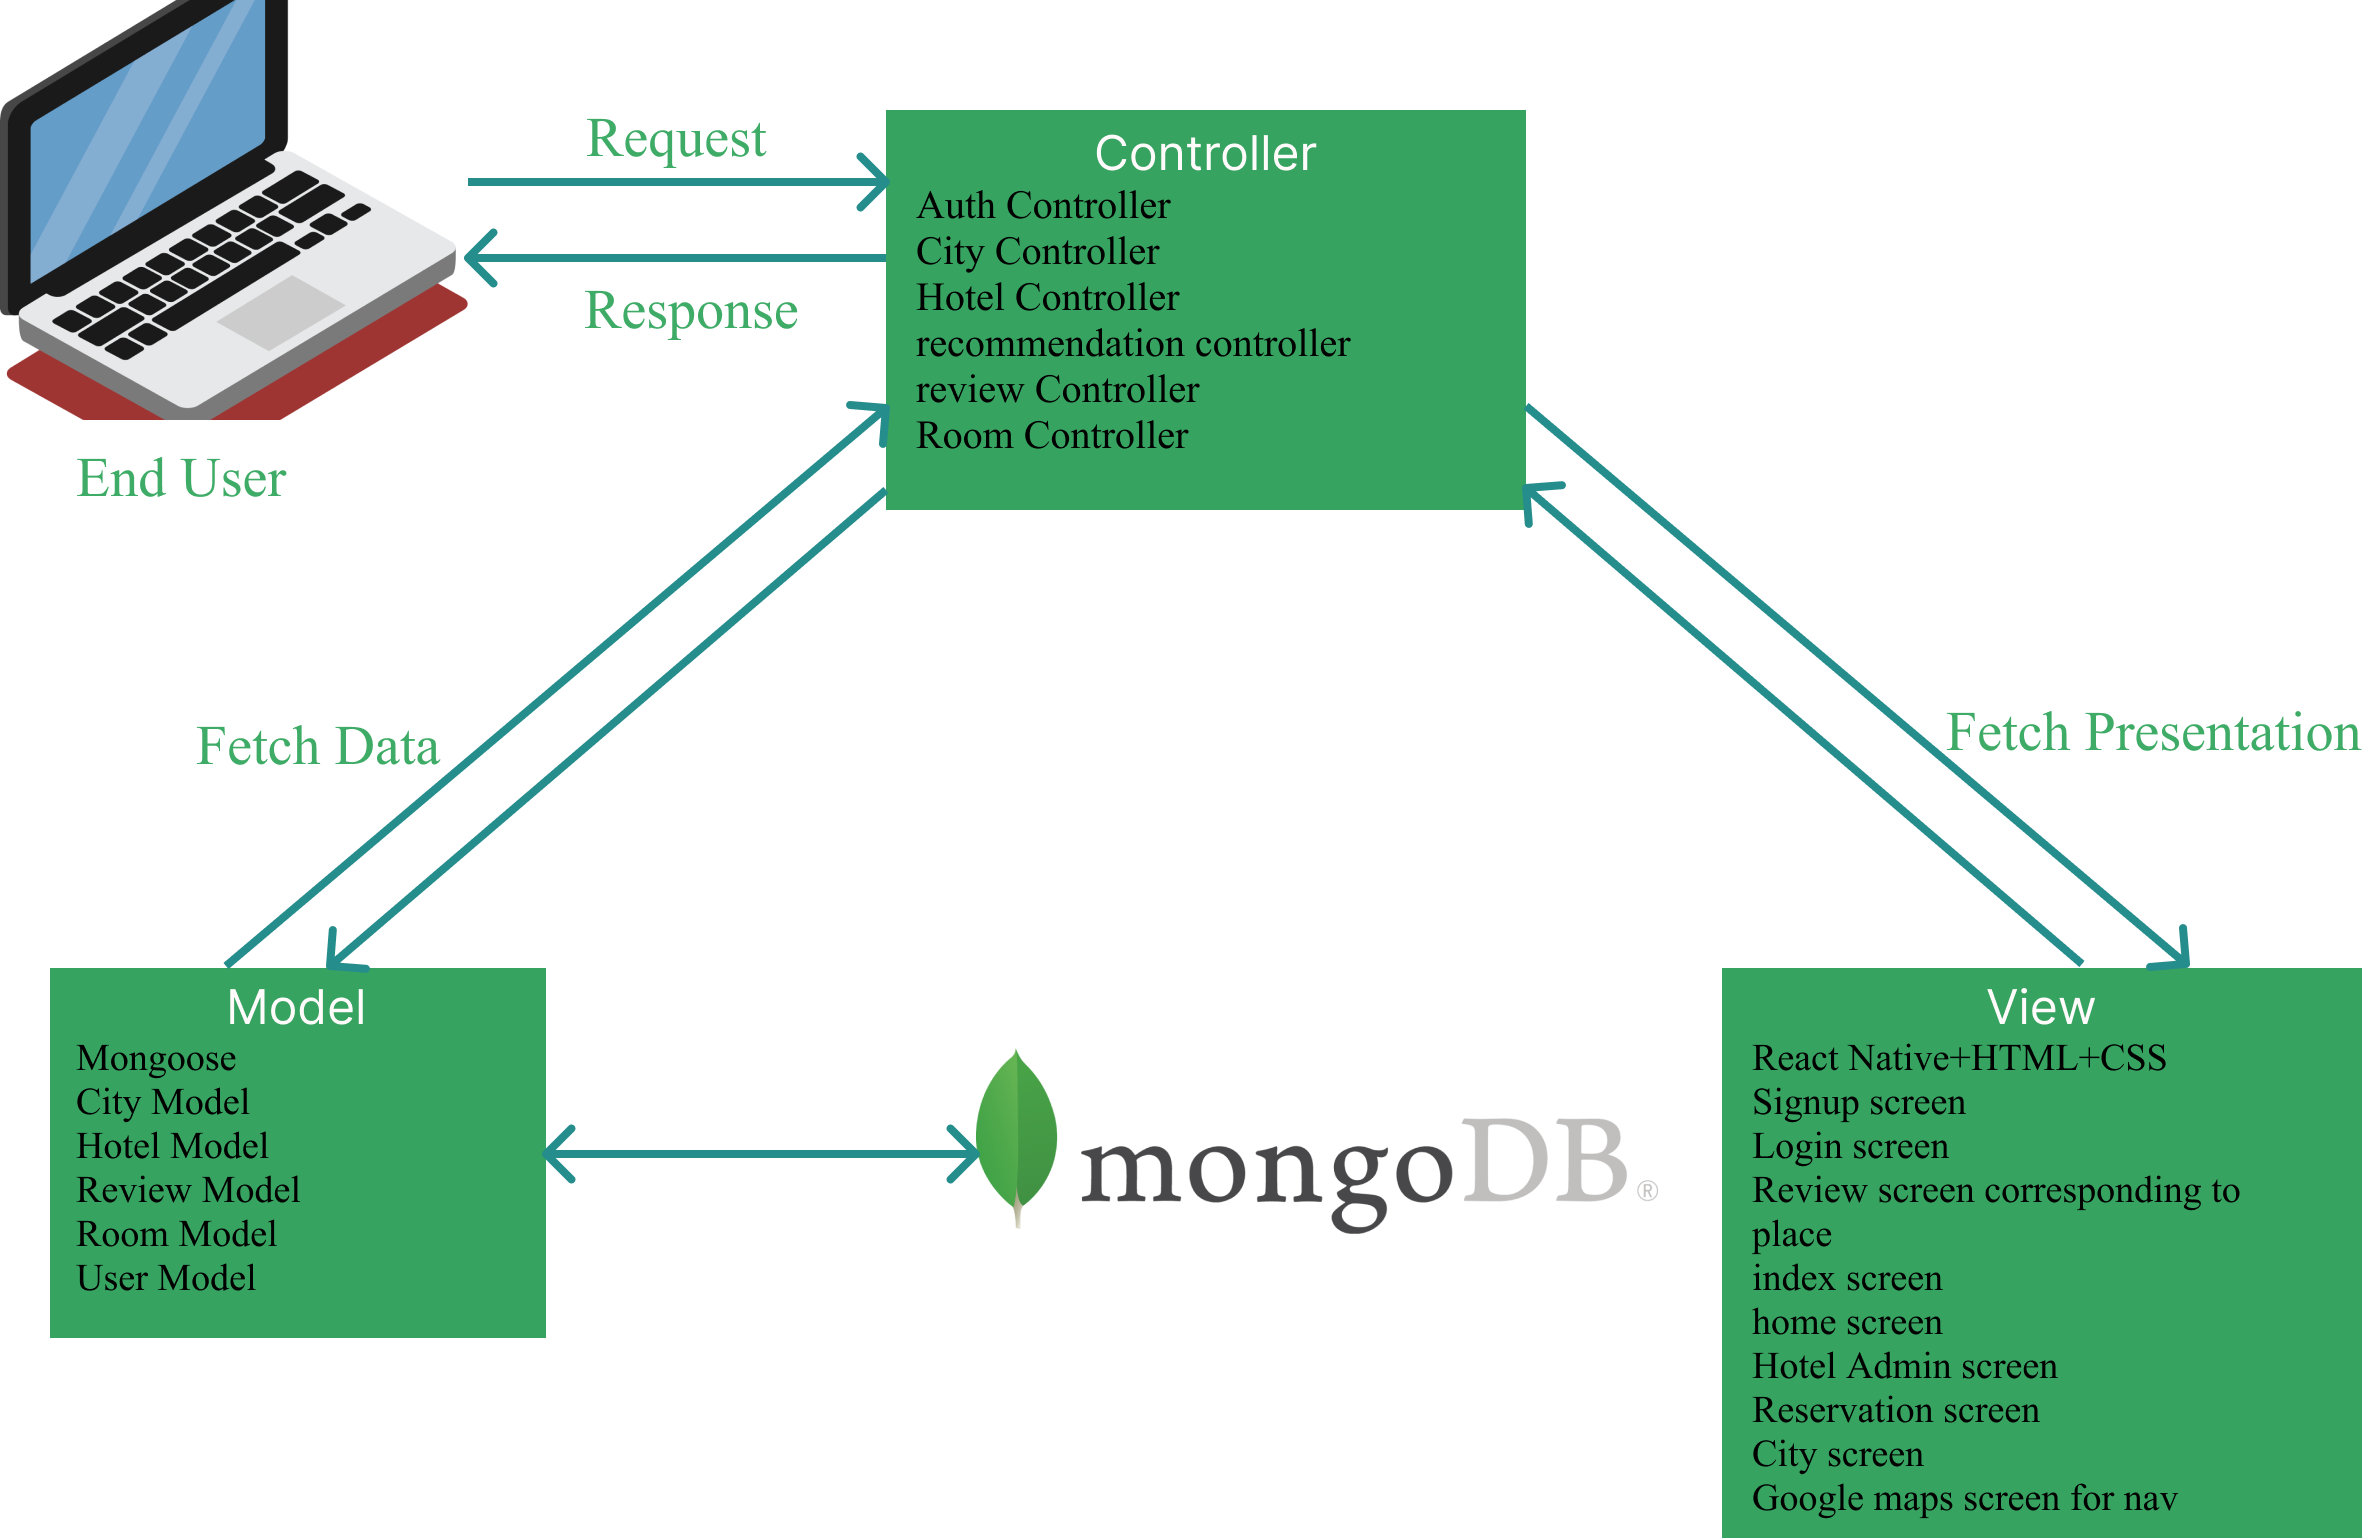 Request
Response
End User
Controller
Auth Controller
City Controller
Hotel Controller
recommendation controller
review Controller
Room Controller
Fetch Data
Fetch Presentation
Model
Mongoose
City Model
Hotel Model
Review Model
Room Model
User Model
mongoDB®
View
React Native+HTML+CSS
Signup screen
Login screen
Review screen corresponding to
place
index screen
home screen
Hotel Admin screen
Reservation screen
City screen
Google maps screen for nav